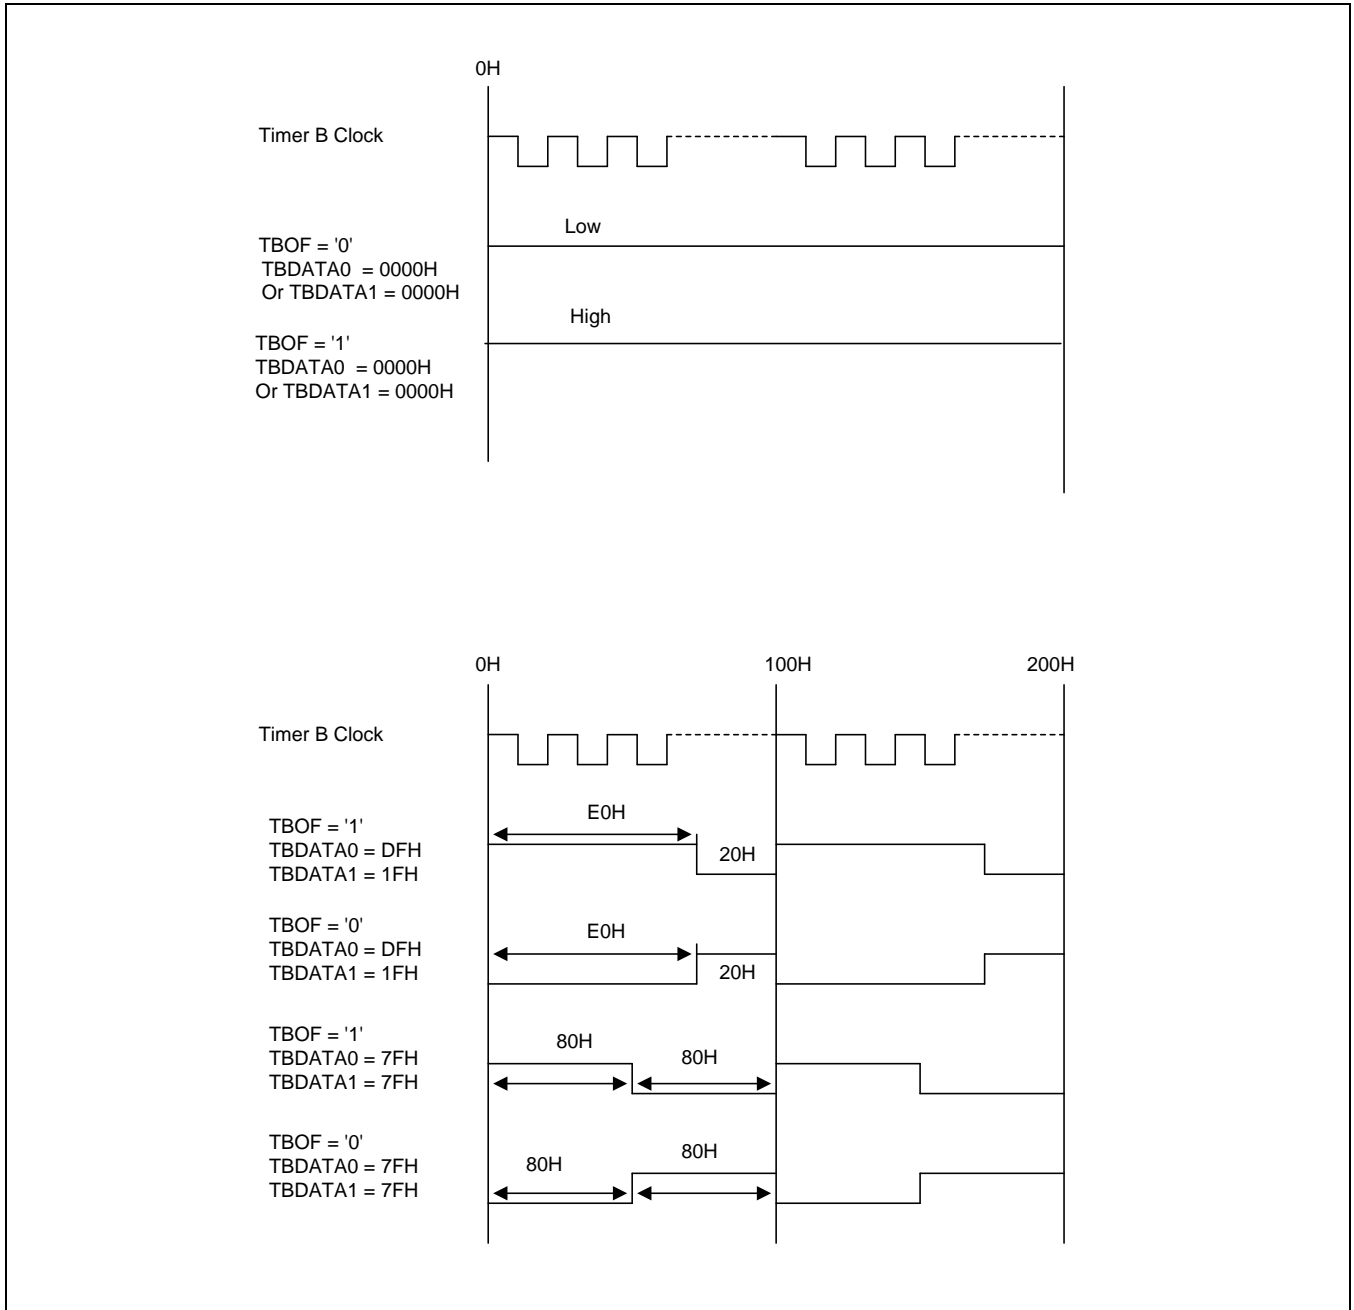 0H
Timer B Clock
Low
TBOF = '0'
TBDATA0 = 0000H
Or TBDATA1 = 0000H
High
TBOF = '1'
TBDATA0 = 0000H
Or TBDATA1 = 0000H
0H 100H 200H
Timer B Clock
E0H
TBOF = '1'
TBDATA0 = DFH
TBDATA1 = 1FH
20H
TBOF = '0'
TBDATA0 = DFH
TBDATA1 = 1FH
E0H
20H
TBOF = '1'
TBDATA0 = 7FH
TBDATA1 = 7FH
80H
80H
TBOF = '0'
TBDATA0 = 7FH
TBDATA1 = 7FH
80H
80H